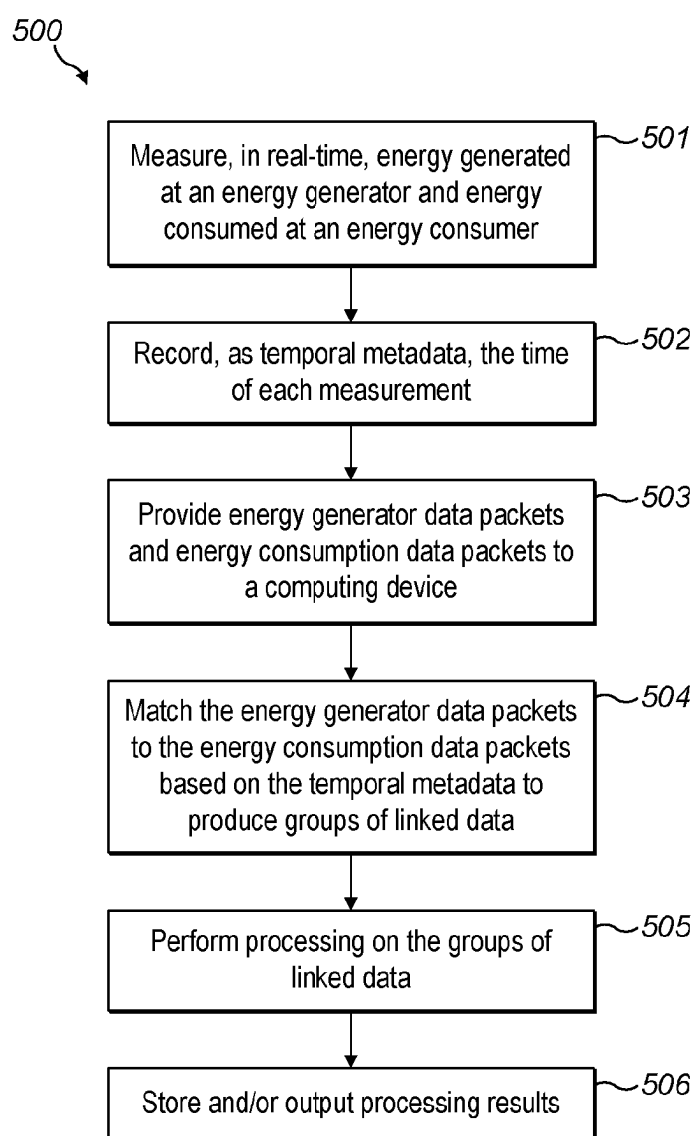 500
501
Measure, in real-time, energy generated
at an energy generator and energy
consumed at an energy consumer
502
Record, as temporal metadata, the time
of each measurement
503
Provide energy generator data packets
and energy consumption data packets to
a computing device
504
Match the energy generator data packets
to the energy consumption data packets
based on the temporal metadata to
produce groups of linked data
505
Perform processing on the groups of
linked data
506
Store and/or output processing results